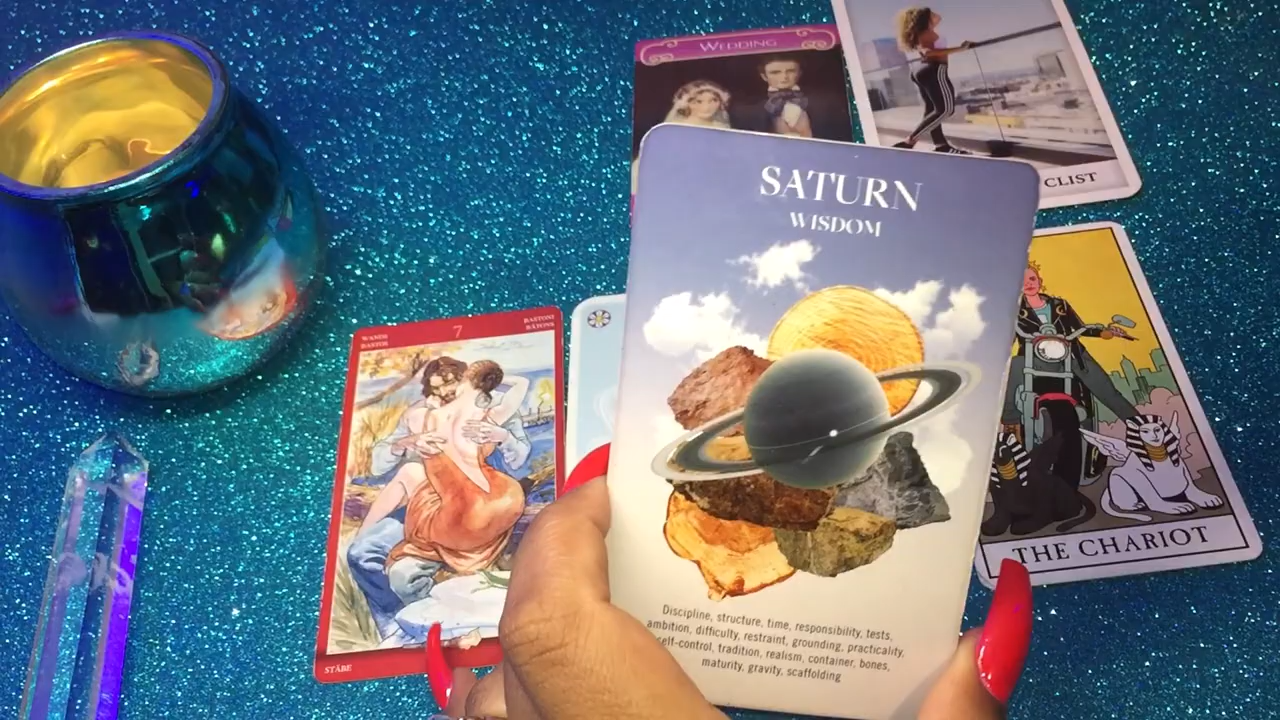 WEDDING
CLIST
SATURN
WISDOM
WANDS
BASTOS
7
BASTONI
BÂTONS
THE CHARIOT
Discipline, structure, time, responsibility, tests,
ambition, difficulty, restraint, grounding, practicality,
self-control, tradition, realism, container, bones,
maturity, gravity, scaffolding
STÄBE